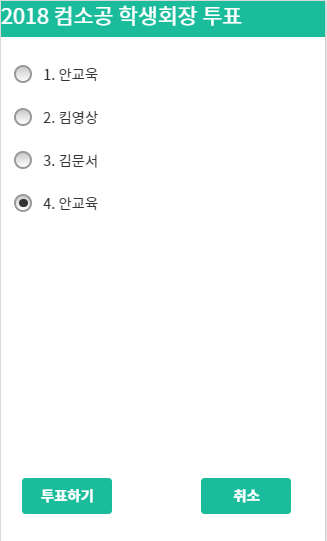 2018 컴소공 학생회장 투표
1. 안교욱
2. 킴영상
3. 김문서
4. 안교육
투표하기
취소